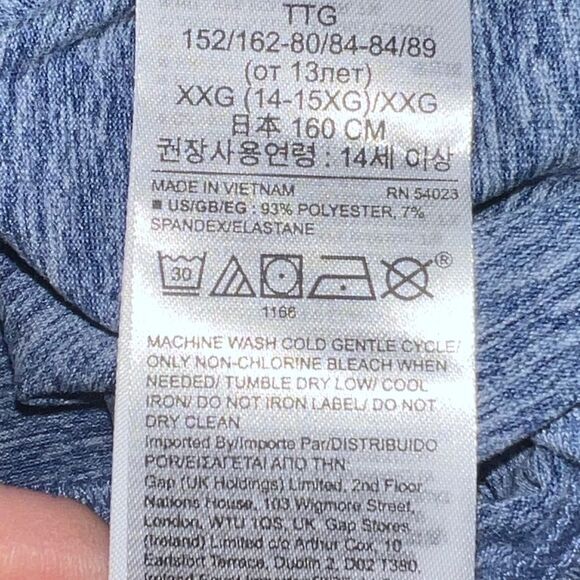 TTG
152/162-80/84-84/89
(от 13лет)
XXG (14-15XG)/XXG
日本 160 CM
권장사용연령 : 14세 이상
MADE IN VIETNAM RN 54023
■ US/GB/EG : 93% POLYESTER, 7%
SPANDEX/ELASTANE
30 ®
1166
MACHINE WASH COLD GENTLE CYCLE/
ONLY NON-CHLORINE BLEACH WHEN
NEEDED/ TUMBLE DRY LOW/ COOL
IRON/ DO NOT IRON LABEL/ DO NOT
DRY CLEAN
Imported By/Importe Par/DISTRIBUIDO
POR/ΕΙΣΑΓΕΤΑΙ ΑΠΟ ΤΗΝ:
Gap (UK Holdings) Limited, 2nd Floor,
Nations House, 103 Wigmore Street,
London, W1U 1QS, UK, Gap Stores
(Ireland) Limited c/o Arthur Cox, 10
Earlsfort Terrace, Dublin 2, D02 T380,